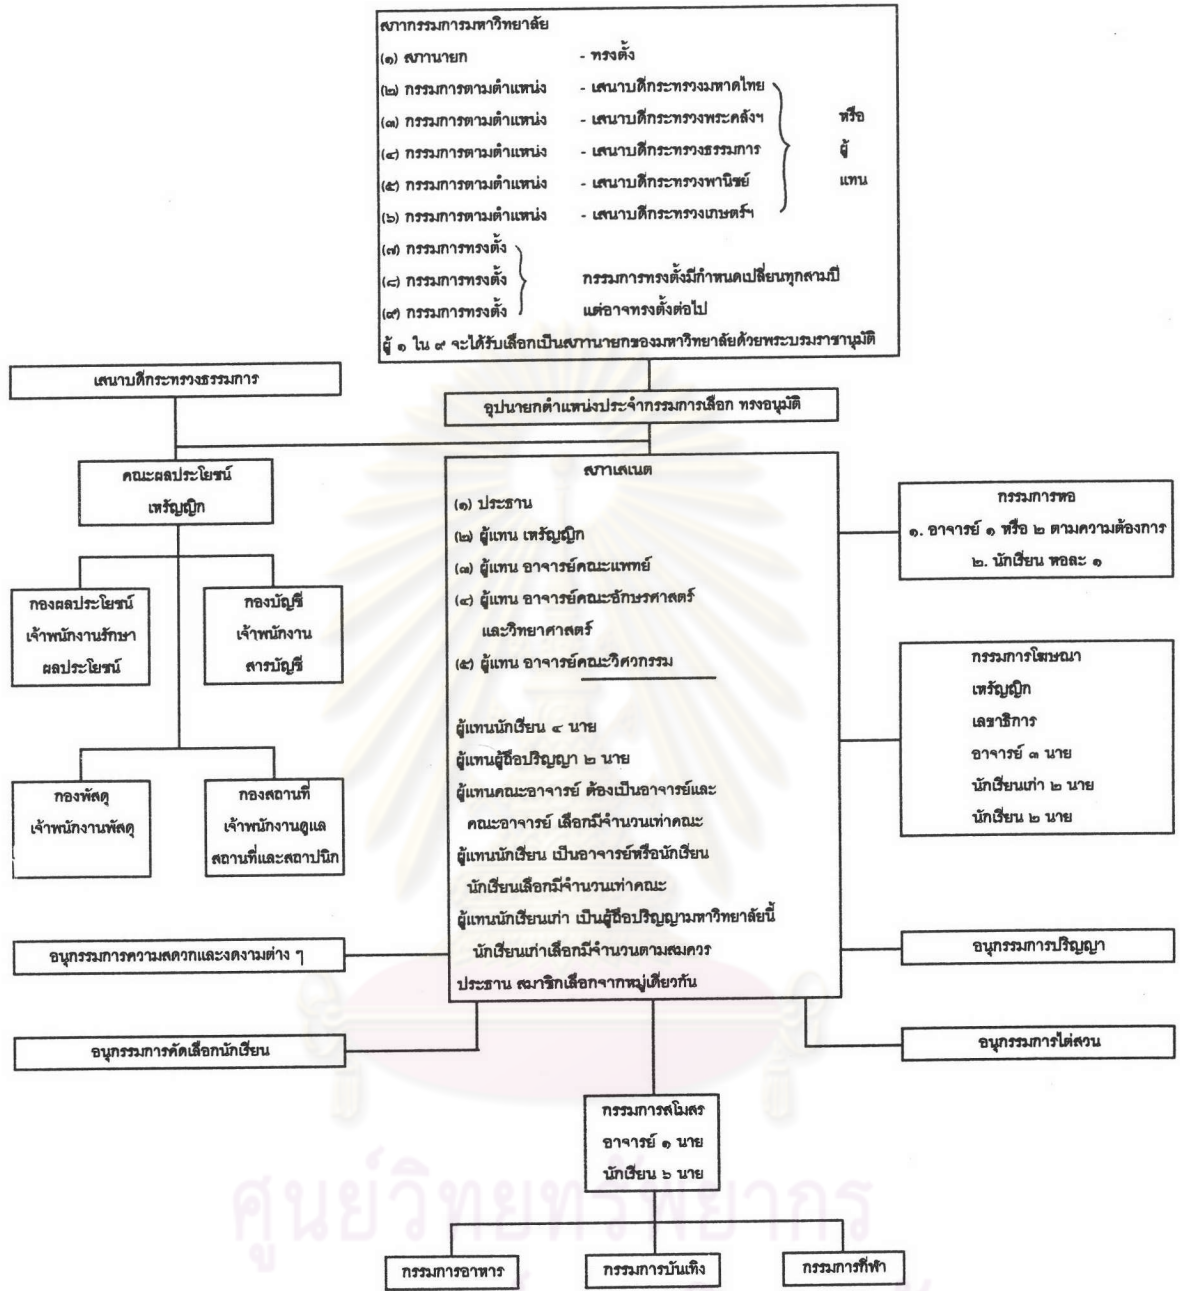 สภากรรมการมหาวิทยาลัย
(๑) สภานายก - ทรงตั้ง
(๒) กรรมการตามตำแหน่ง - เสนาบดีกระทรวงมหาดไทย
(๓) กรรมการตามตำแหน่ง - เสนาบดีกระทรวงพระคลังฯ หรือ
(๔) กรรมการตามตำแหน่ง - เสนาบดีกระทรวงธรรมการ ผู้
(๕) กรรมการตามตำแหน่ง - เสนาบดีกระทรวงพานิชย์ แทน
(๖) กรรมการตามตำแหน่ง - เสนาบดีกระทรวงเกษตร์ฯ
(๗) กรรมการทรงตั้ง
(๘) กรรมการทรงตั้ง กรรมการทรงตั้งมีกำหนดเปลี่ยนทุกสามปี
(๙) กรรมการทรงตั้ง แต่อาจทรงตั้งต่อไป
ผู้ ๑ ใน ๙ จะได้รับเลือกเป็นสภานายกของมหาวิทยาลัยด้วยพระบรมราชานุมัติ
เสนาบดีกระทรวงธรรมการ
อุปนายกตำแหน่งประจำกรรมการเลือก ทรงอนุมัติ
คณะผลประโยชน์
เหรัญญิก
กองผลประโยชน์
เจ้าพนักงานรักษา
ผลประโยชน์
กองบัญชี
เจ้าพนักงาน
สารบัญชี
กองพัสดุ
เจ้าพนักงานพัสดุ
กองสถานที่
เจ้าพนักงานดูแล
สถานที่และสถาปนิก
สภาเสเนต
(๑) ประธาน
(๒) ผู้แทน เหรัญญิก
(๓) ผู้แทน อาจารย์คณะแพทย์
(๔) ผู้แทน อาจารย์คณะอักษรศาสตร์
และวิทยาศาสตร์
(๕) ผู้แทน อาจารย์คณะวิศวกรรม
ผู้แทนนักเรียน ๔ นาย
ผู้แทนผู้ถือปริญญา ๒ นาย
ผู้แทนคณะอาจารย์ ต้องเป็นอาจารย์และ
คณะอาจารย์ เลือกมีจำนวนเท่าคณะ
ผู้แทนนักเรียน เป็นอาจารย์หรือนักเรียน
นักเรียนเลือกมีจำนวนเท่าคณะ
ผู้แทนนักเรียนเก่า เป็นผู้ถือปริญญามหาวิทยาลัยนี้
นักเรียนเก่าเลือกมีจำนวนตามสมควร
ประธาน สมาชิกเลือกจากหมู่เดียวกัน
กรรมการหอ
๑. อาจารย์ ๑ หรือ ๒ ตามความต้องการ
๒. นักเรียน หอละ ๑
กรรมการโฆษณา
เหรัญญิก
เลขาธิการ
อาจารย์ ๓ นาย
นักเรียนเก่า ๒ นาย
นักเรียน ๒ นาย
อนุกรรมการความสดวกและงดงามต่าง ๆ
อนุกรรมการปริญญา
อนุกรรมการคัดเลือกนักเรียน
อนุกรรมการไต่สวน
กรรมการสโมสร
อาจารย์ ๑ นาย
นักเรียน ๖ นาย
ศูนย์วิทยทรัพยากร
กรรมการอาหาร
กรรมการบันเทิง
กรรมการกีฬา